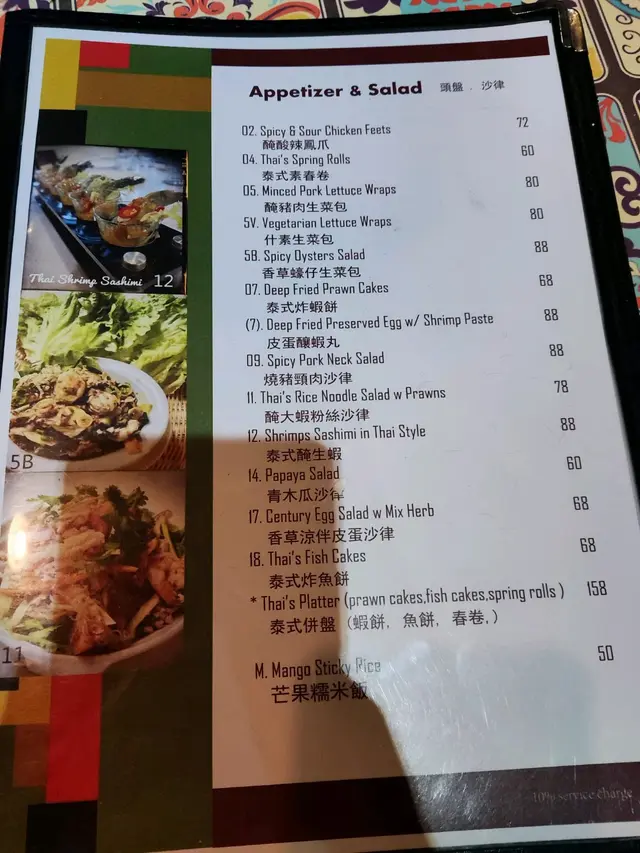 Appetizer & Salad 頭盤 . 沙律
02. Spicy & Sour Chicken Feets 72
醃酸辣鳳爪
04. Thai's Spring Rolls 60
泰式素春卷
05. Minced Pork Lettuce Wraps 80
醃豬肉生菜包
5V. Vegetarian Lettuce Wraps 80
什素生菜包
5B. Spicy Oysters Salad 88
香草蠔仔生菜包
07. Deep Fried Prawn Cakes 68
泰式炸蝦餅
(7). Deep Fried Preserved Egg w/ Shrimp Paste 88
皮蛋釀蝦丸
09. Spicy Pork Neck Salad 88
燒豬頸肉沙律
11. Thai's Rice Noodle Salad w Prawns 78
醃大蝦粉絲沙律
12. Shrimps Sashimi in Thai Style 88
泰式醃生蝦
14. Papaya Salad 60
青木瓜沙律
17. Century Egg Salad w Mix Herb 68
香草涼伴皮蛋沙律
18. Thai's Fish Cakes 68
泰式炸魚餅
* Thai's Platter (prawn cakes,fish cakes,spring rolls ) 158
泰式併盤（蝦餅, 魚餅, 春卷,）
M. Mango Sticky Rice 50
芒果糯米飯
Thai Shrimp Sashimi 12
5B
11
10% service charge